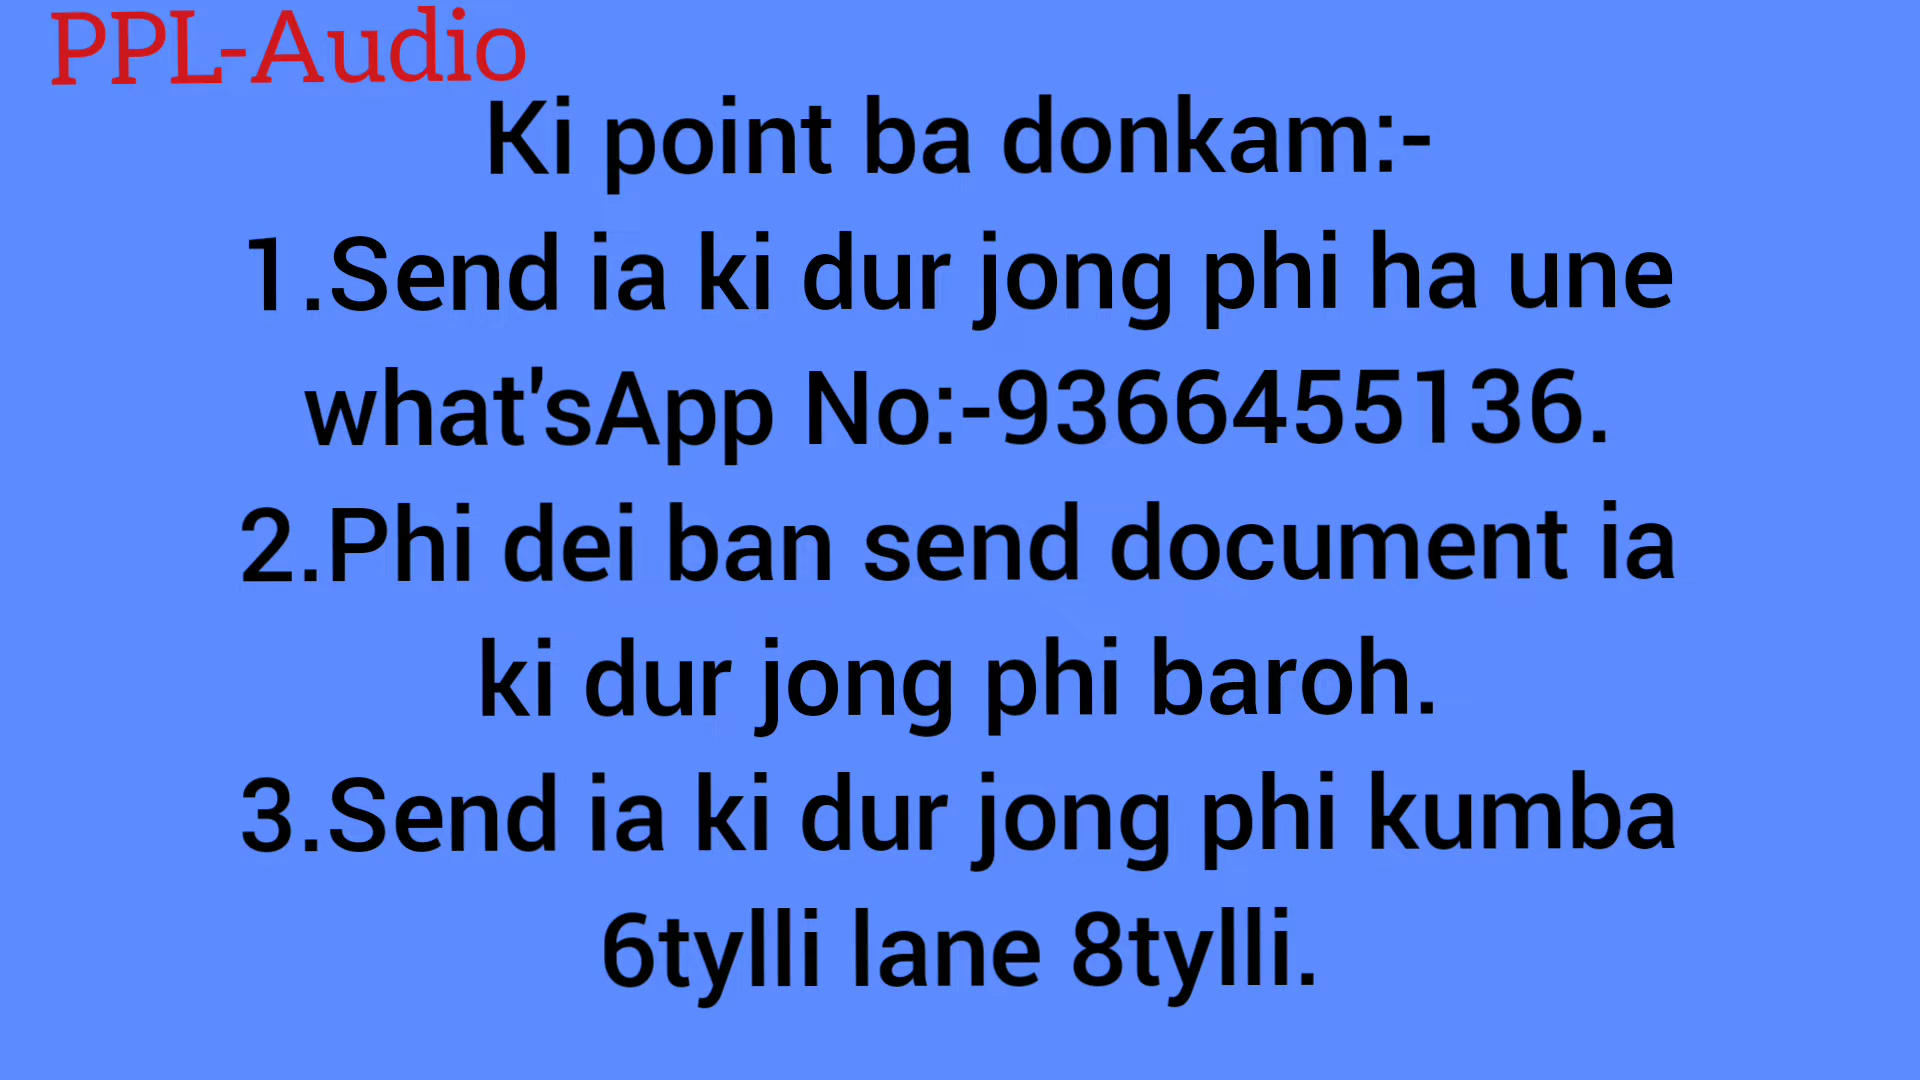 PPL-Audio
Ki point ba donkam:-
1.Send ia ki dur jong phi ha une
what'sApp No:-9366455136.
2.Phi dei ban send document ia
ki dur jong phi baroh.
3.Send ia ki dur jong phi kumba
6tylli lane 8tylli.